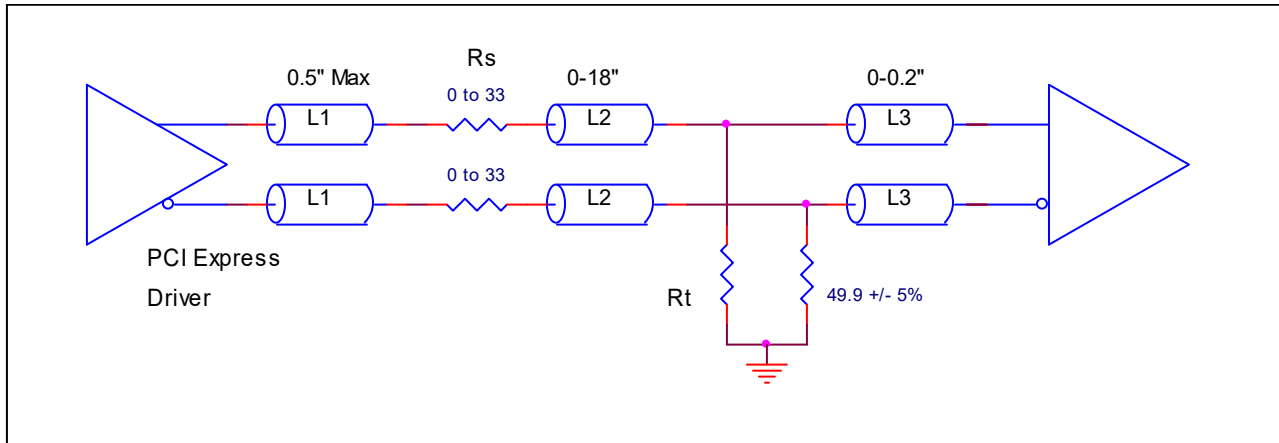 Rs
0.5" Max
0-18"
0-0.2"
0 to 33
L1
L2
L3
0 to 33
L1
L2
L3
PCI Express
Driver
Rt
49.9 +/- 5%